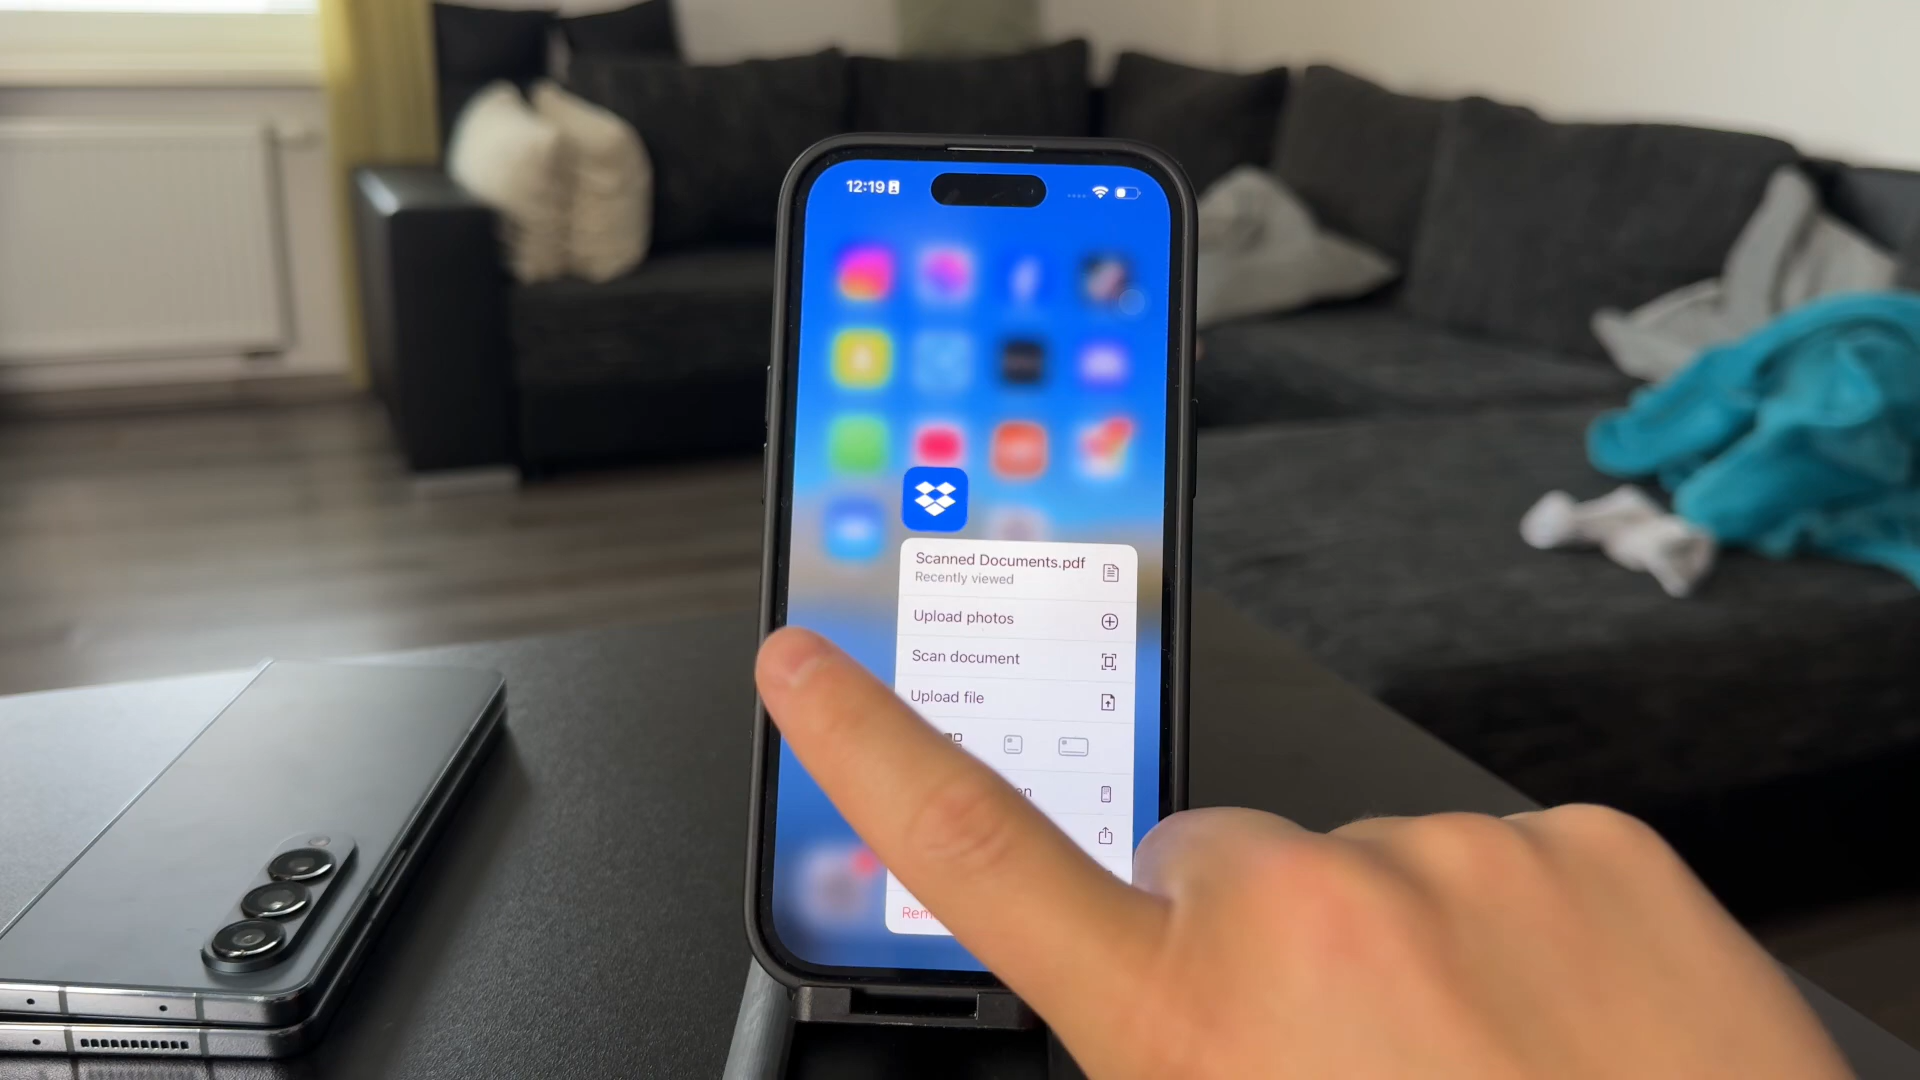 12:19
Scanned Documents.pdf
Recently viewed
Upload photos
Scan document
Upload file